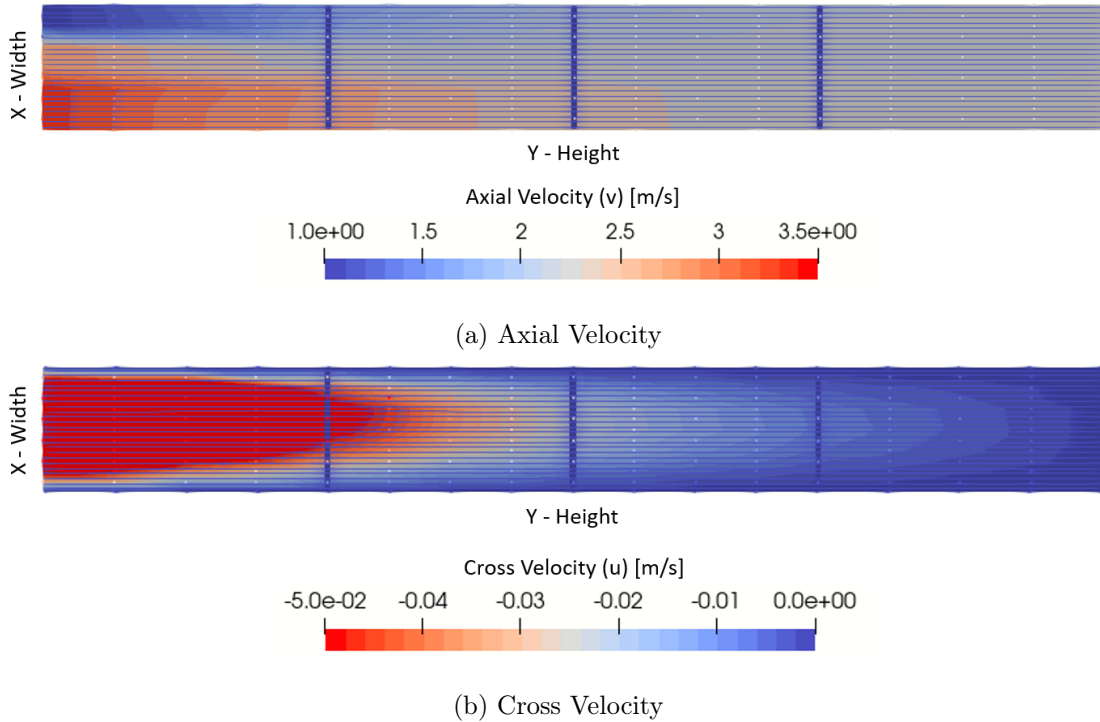 X - Width
Y - Height
Axial Velocity (v) [m/s]
1.0e+00 1.5 2 2.5 3 3.5e+00
(a) Axial Velocity
X - Width
Y - Height
Cross Velocity (u) [m/s]
-5.0e-02 -0.04 -0.03 -0.02 -0.01 0.0e+00
(b) Cross Velocity